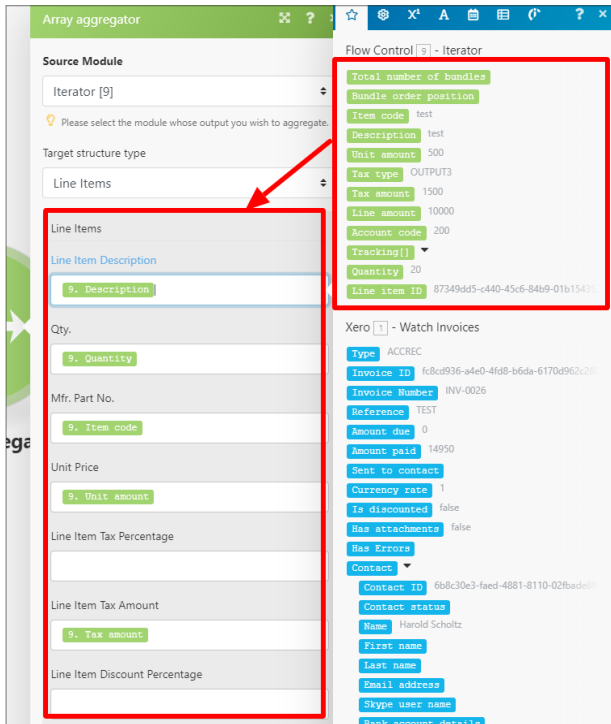 Array aggregator
?
Source Module
Iterator [9]
Please select the module whose output you wish to aggregate.
Target structure type
Line Items
Line Items
Line Item Description
9. Description
Qty.
9. Quantity
Mfr. Part No.
9. Item code
Unit Price
9. Unit amount
Line Item Tax Percentage
Line Item Tax Amount
9. Tax amount
Line Item Discount Percentage
ega
X² A ? ×
Flow Control 9 - Iterator
Total number of bundles
Bundle order position
Item code test
Description test
Unit amount 500
Tax type OUTPUT3
Tax amount 1500
Line amount 10000
Account code 200
Tracking[]
Quantity 20
Line item ID 87349dd5-c440-45c6-84b9-01b15435
Xero 1 - Watch Invoices
Type ACCREC
Invoice ID fc8cd936-a4e0-4fd8-b6da-6170d962c2
Invoice Number INV-0026
Reference TEST
Amount due 0
Amount paid 14950
Sent to contact
Currency rate 1
Is discounted false
Has attachments false
Has Errors
Contact
Contact ID 6b8c30e3-faed-4881-8110-02fbade8
Contact status
Name Harold Scholtz
First name
Last name
Email address
Skype user name
Bank account details